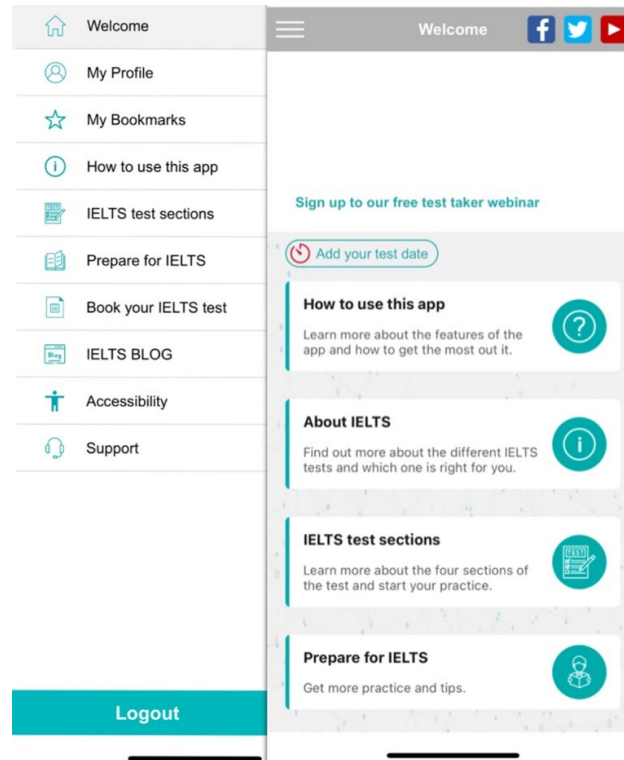 Welcome
My Profile
My Bookmarks
How to use this app
IELTS test sections
Prepare for IELTS
Book your IELTS test
IELTS BLOG
Accessibility
Support
Logout
Welcome
Sign up to our free test taker webinar
Add your test date
How to use this app
Learn more about the features of the
app and how to get the most out it.
About IELTS
Find out more about the different IELTS
tests and which one is right for you.
IELTS test sections
Learn more about the four sections of
the test and start your practice.
TEST
Prepare for IELTS
Get more practice and tips.